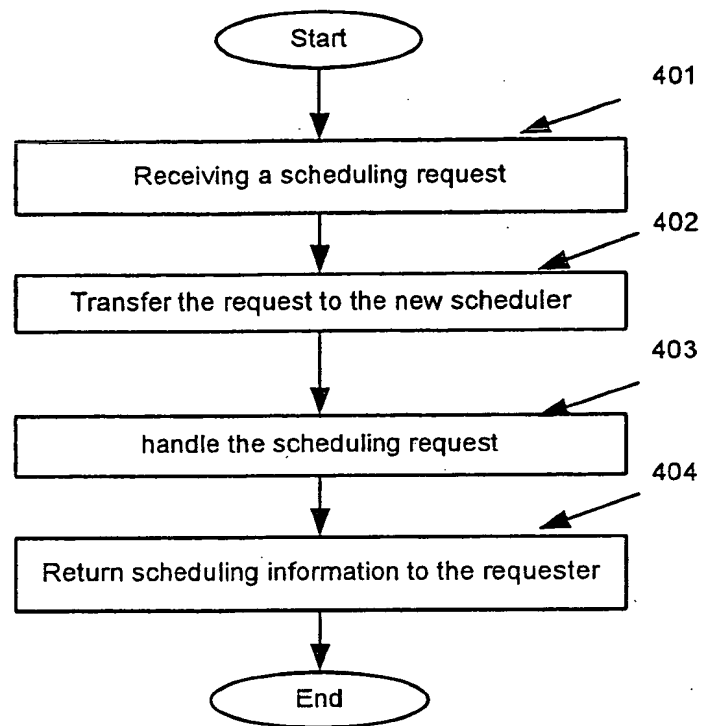 Start
401
Receiving a scheduling request
402
Transfer the request to the new scheduler
403
handle the scheduling request
404
Return scheduling information to the requester
End